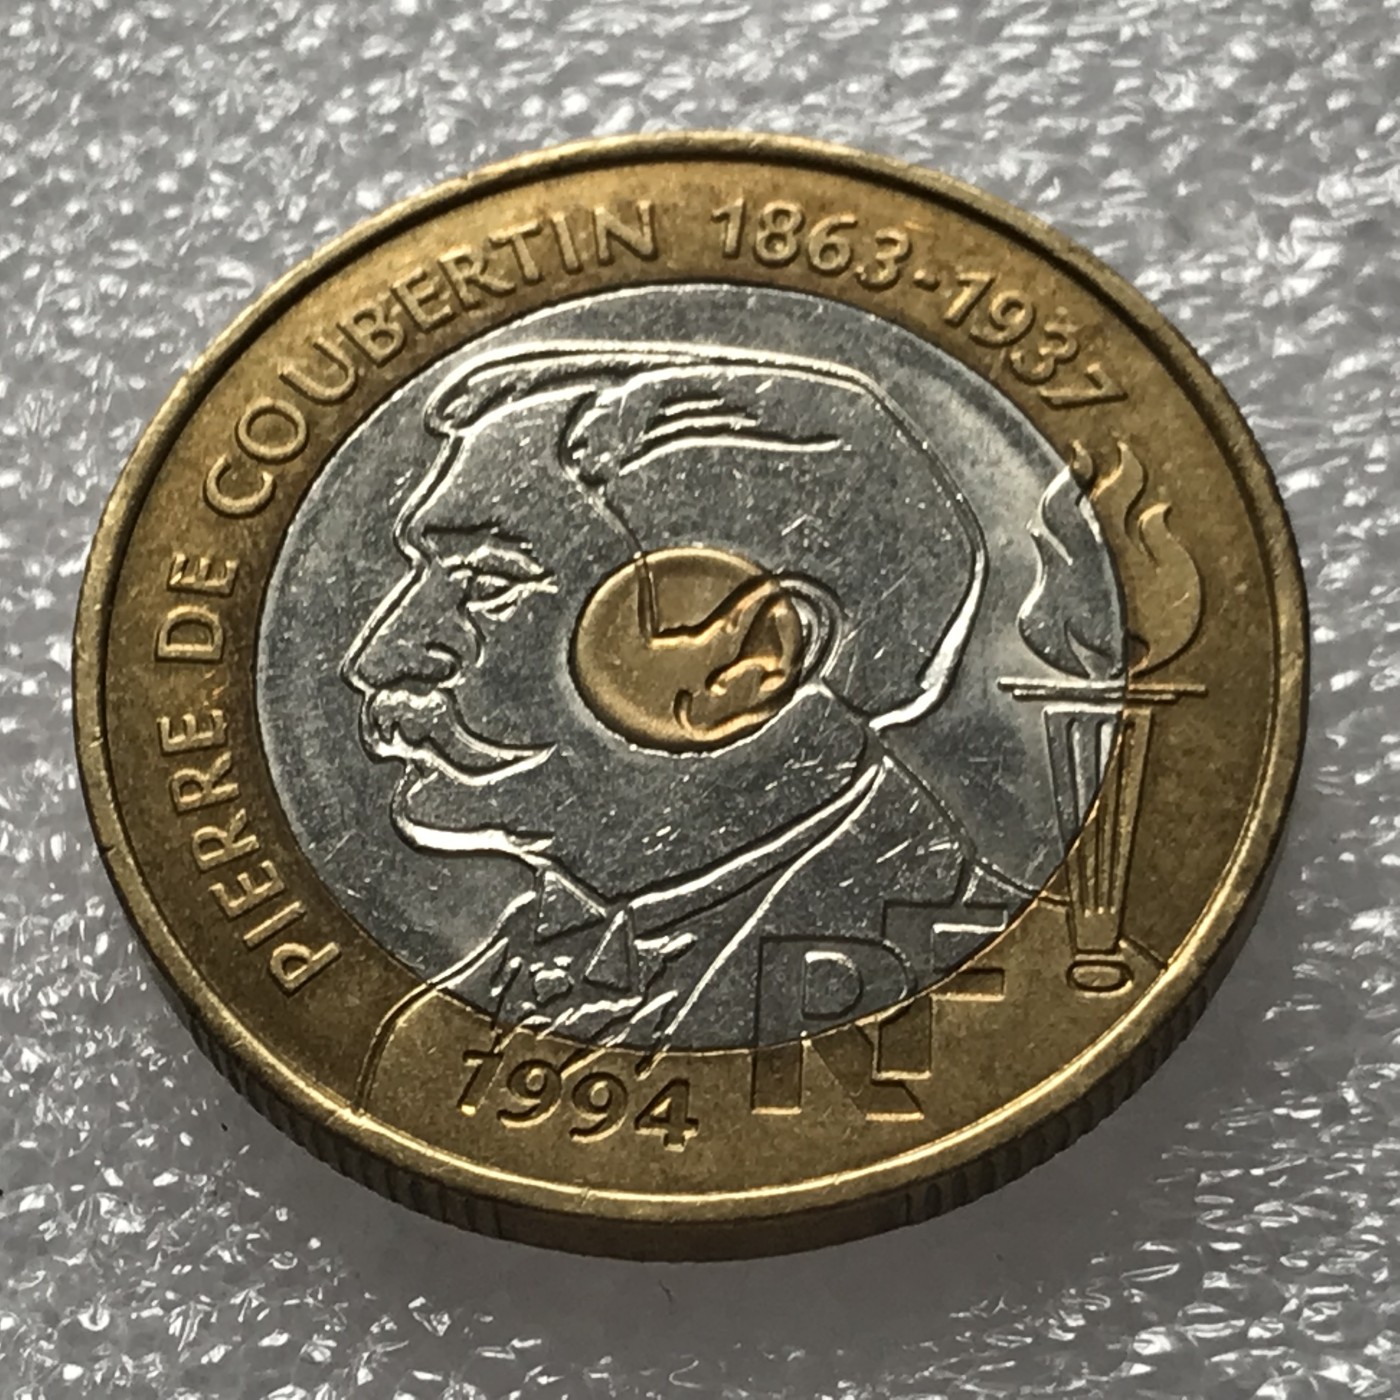 PIERRE DE COUBERTIN 1863-1937
1994
RF